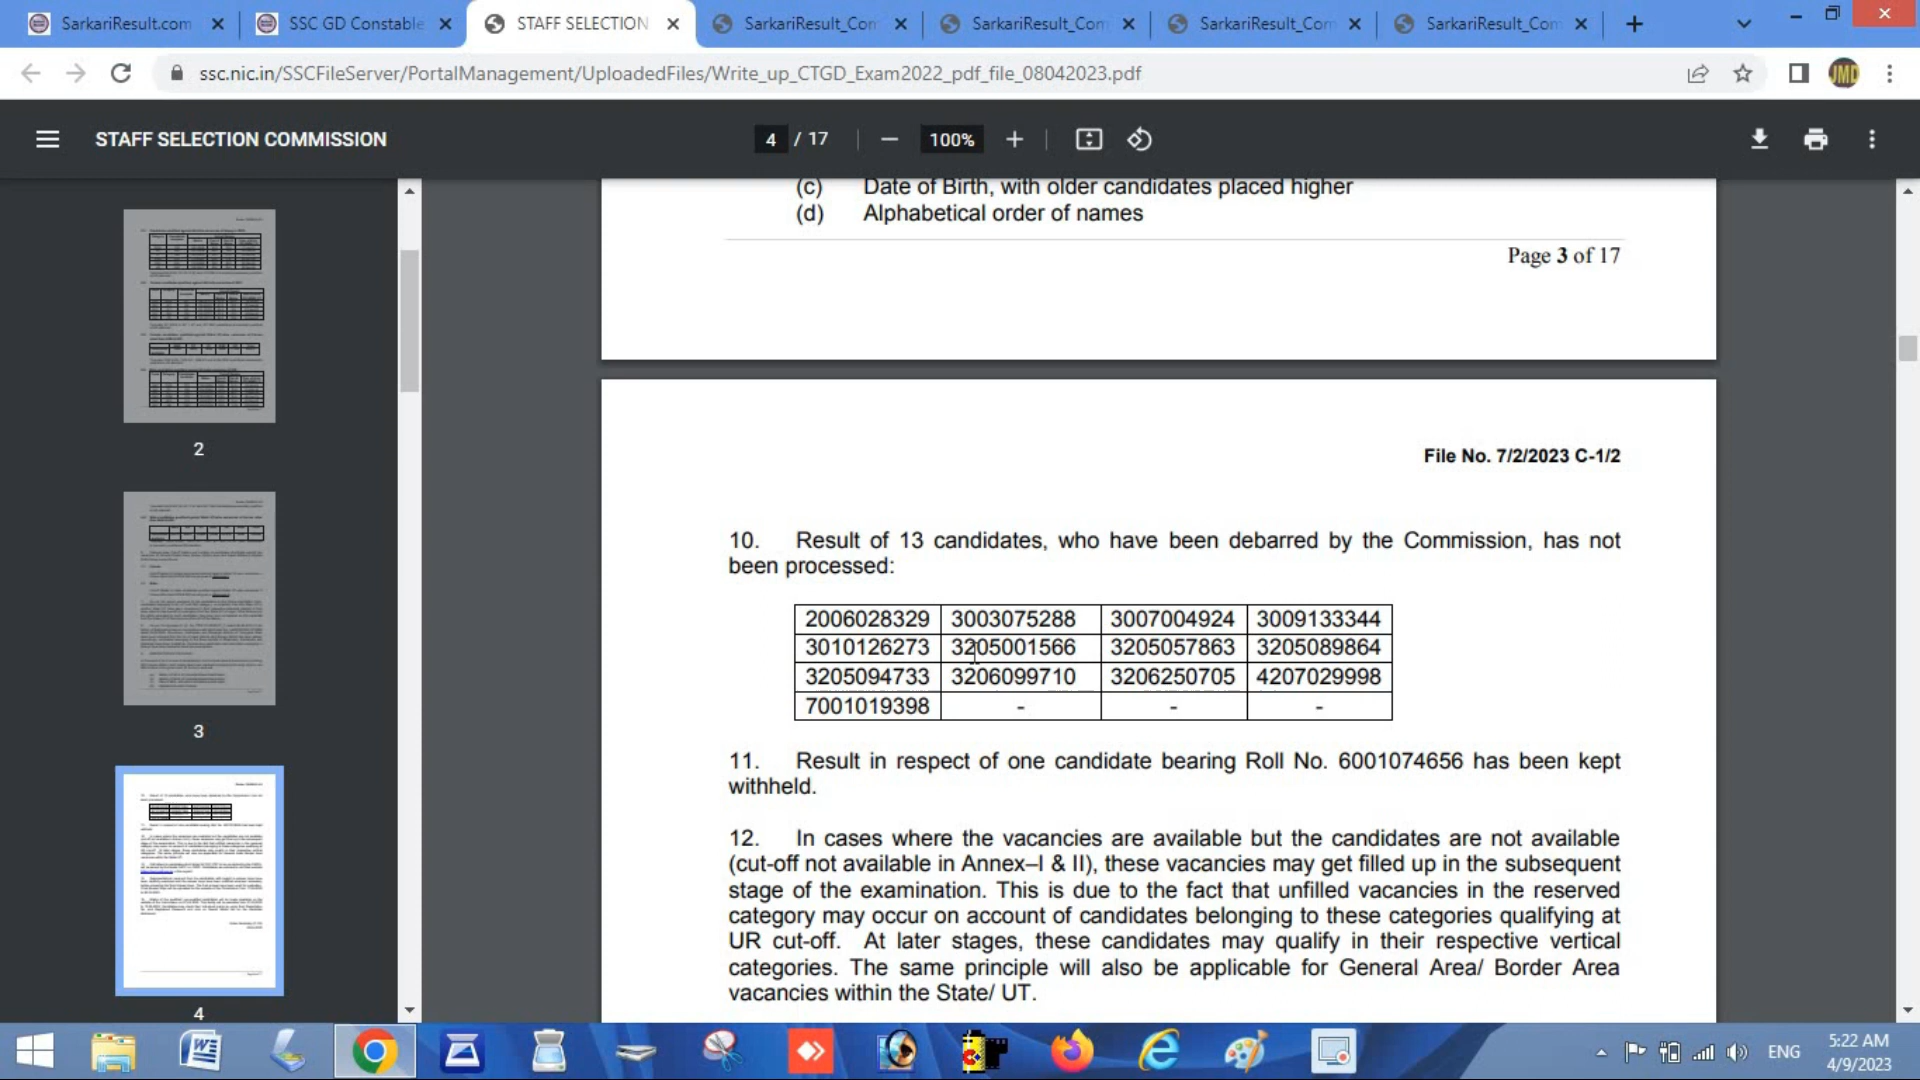 SarkariResult.com
SSC GD Constable
STAFF SELECTION
SarkariResult_Com
SarkariResult_Com
SarkariResult_Com
SarkariResult_Com
ssc.nic.in/SSCFileServer/PortalManagement/UploadedFiles/Write_up_CTGD_Exam2022_pdf_file_08042023.pdf
JMD
STAFF SELECTION COMMISSION
4 / 17
100%
2
3
4
(c) Date of Birth, with older candidates placed higher
(d) Alphabetical order of names
Page 3 of 17
File No. 7/2/2023 C-1/2
10. Result of 13 candidates, who have been debarred by the Commission, has not
been processed:
2006028329 3003075288 3007004924 3009133344
3010126273 3205001566 3205057863 3205089864
3205094733 3206099710 3206250705 4207029998
7001019398 - - -
11. Result in respect of one candidate bearing Roll No. 6001074656 has been kept
withheld.
12. In cases where the vacancies are available but the candidates are not available
(cut-off not available in Annex–I & II), these vacancies may get filled up in the subsequent
stage of the examination. This is due to the fact that unfilled vacancies in the reserved
category may occur on account of candidates belonging to these categories qualifying at
UR cut-off. At later stages, these candidates may qualify in their respective vertical
categories. The same principle will also be applicable for General Area/ Border Area
vacancies within the State/ UT.
ENG
5:22 AM
4/9/2023